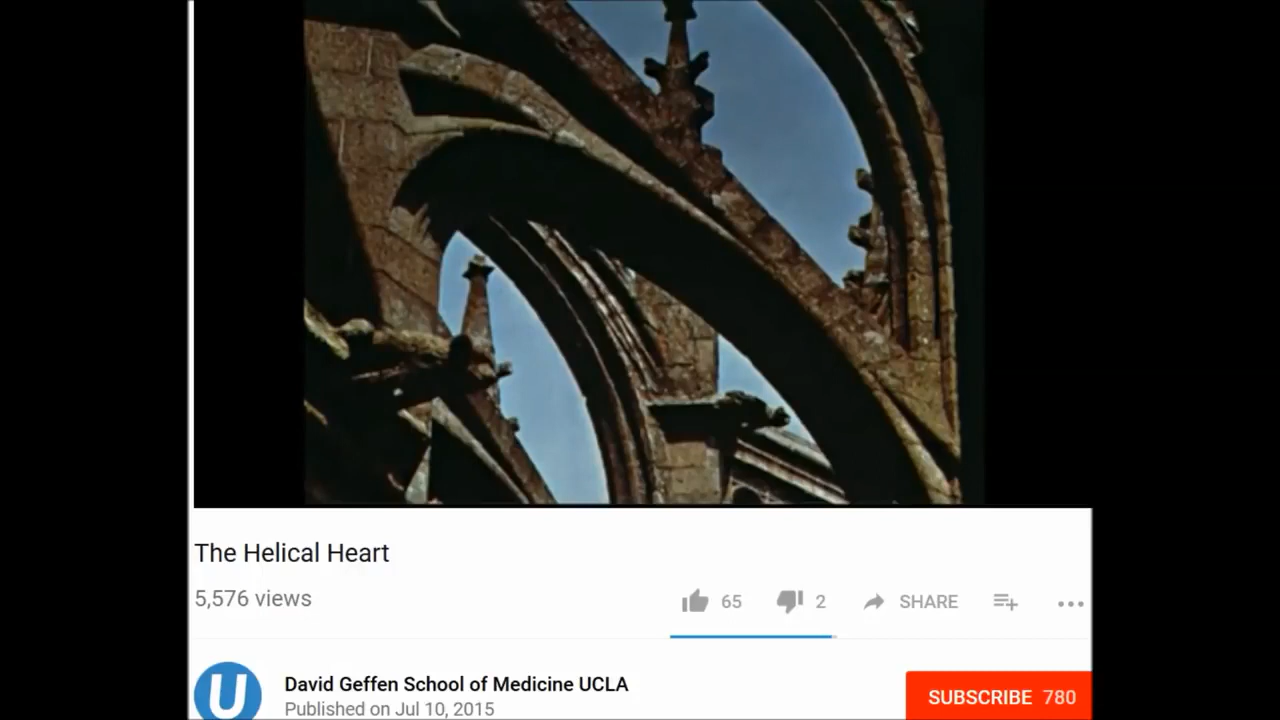 The Helical Heart
5,576 views
65
2
SHARE
U
David Geffen School of Medicine UCLA
Published on Jul 10, 2015
SUBSCRIBE 780